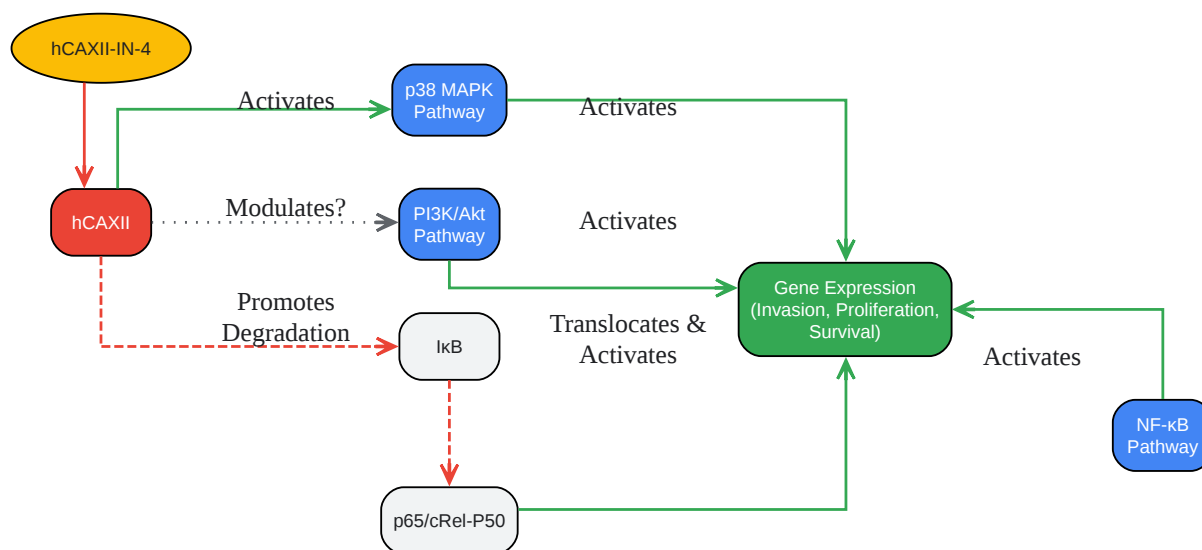 hCAXII-IN-4
Activates
p38 MAPK
Pathway
Activates
hCAXII
Modulates?
PI3K/Akt
Pathway
Activates
Gene Expression
(Invasion, Proliferation,
Survival)
Promotes
Degradation
IκB
Translocates &
Activates
Activates
NF-κB
Pathway
p65/cRel-P50